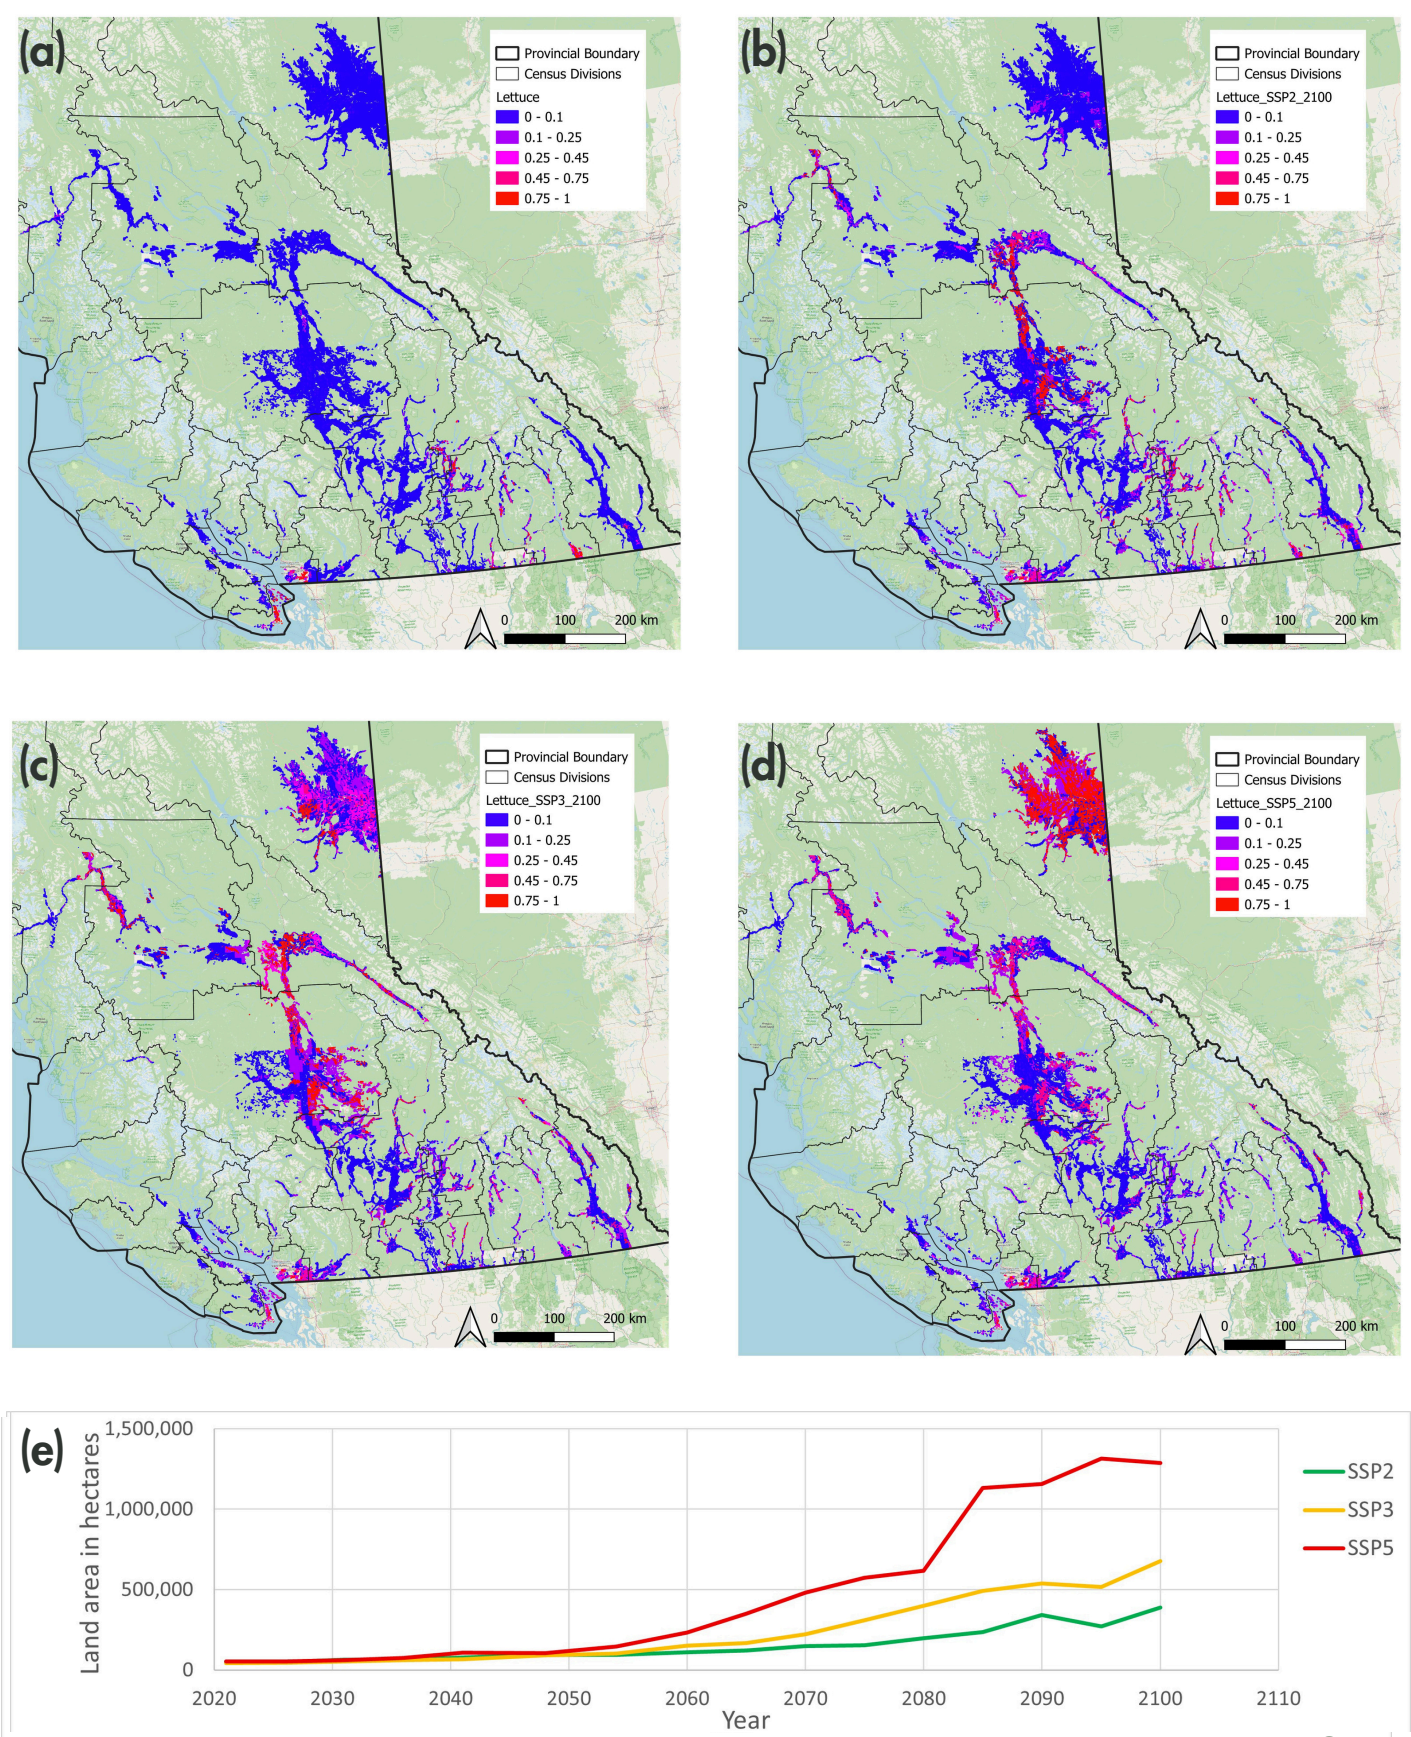 (a)
Provincial Boundary
Census Divisions
Lettuce
0 - 0.1
0.1 - 0.25
0.25 - 0.45
0.45 - 0.75
0.75 - 1
0 100 200 km
(b)
Provincial Boundary
Census Divisions
Lettuce_SSP2_2100
0 - 0.1
0.1 - 0.25
0.25 - 0.45
0.45 - 0.75
0.75 - 1
0 100 200 km
(c)
Provincial Boundary
Census Divisions
Lettuce_SSP3_2100
0 - 0.1
0.1 - 0.25
0.25 - 0.45
0.45 - 0.75
0.75 - 1
0 100 200 km
(d)
Provincial Boundary
Census Divisions
Lettuce_SSP5_2100
0 - 0.1
0.1 - 0.25
0.25 - 0.45
0.45 - 0.75
0.75 - 1
0 100 200 km
(e)
Land area in hectares
1,500,000
1,000,000
500,000
0
2020 2030 2040 2050 2060 2070 2080 2090 2100 2110
Year
SSP2
SSP3
SSP5